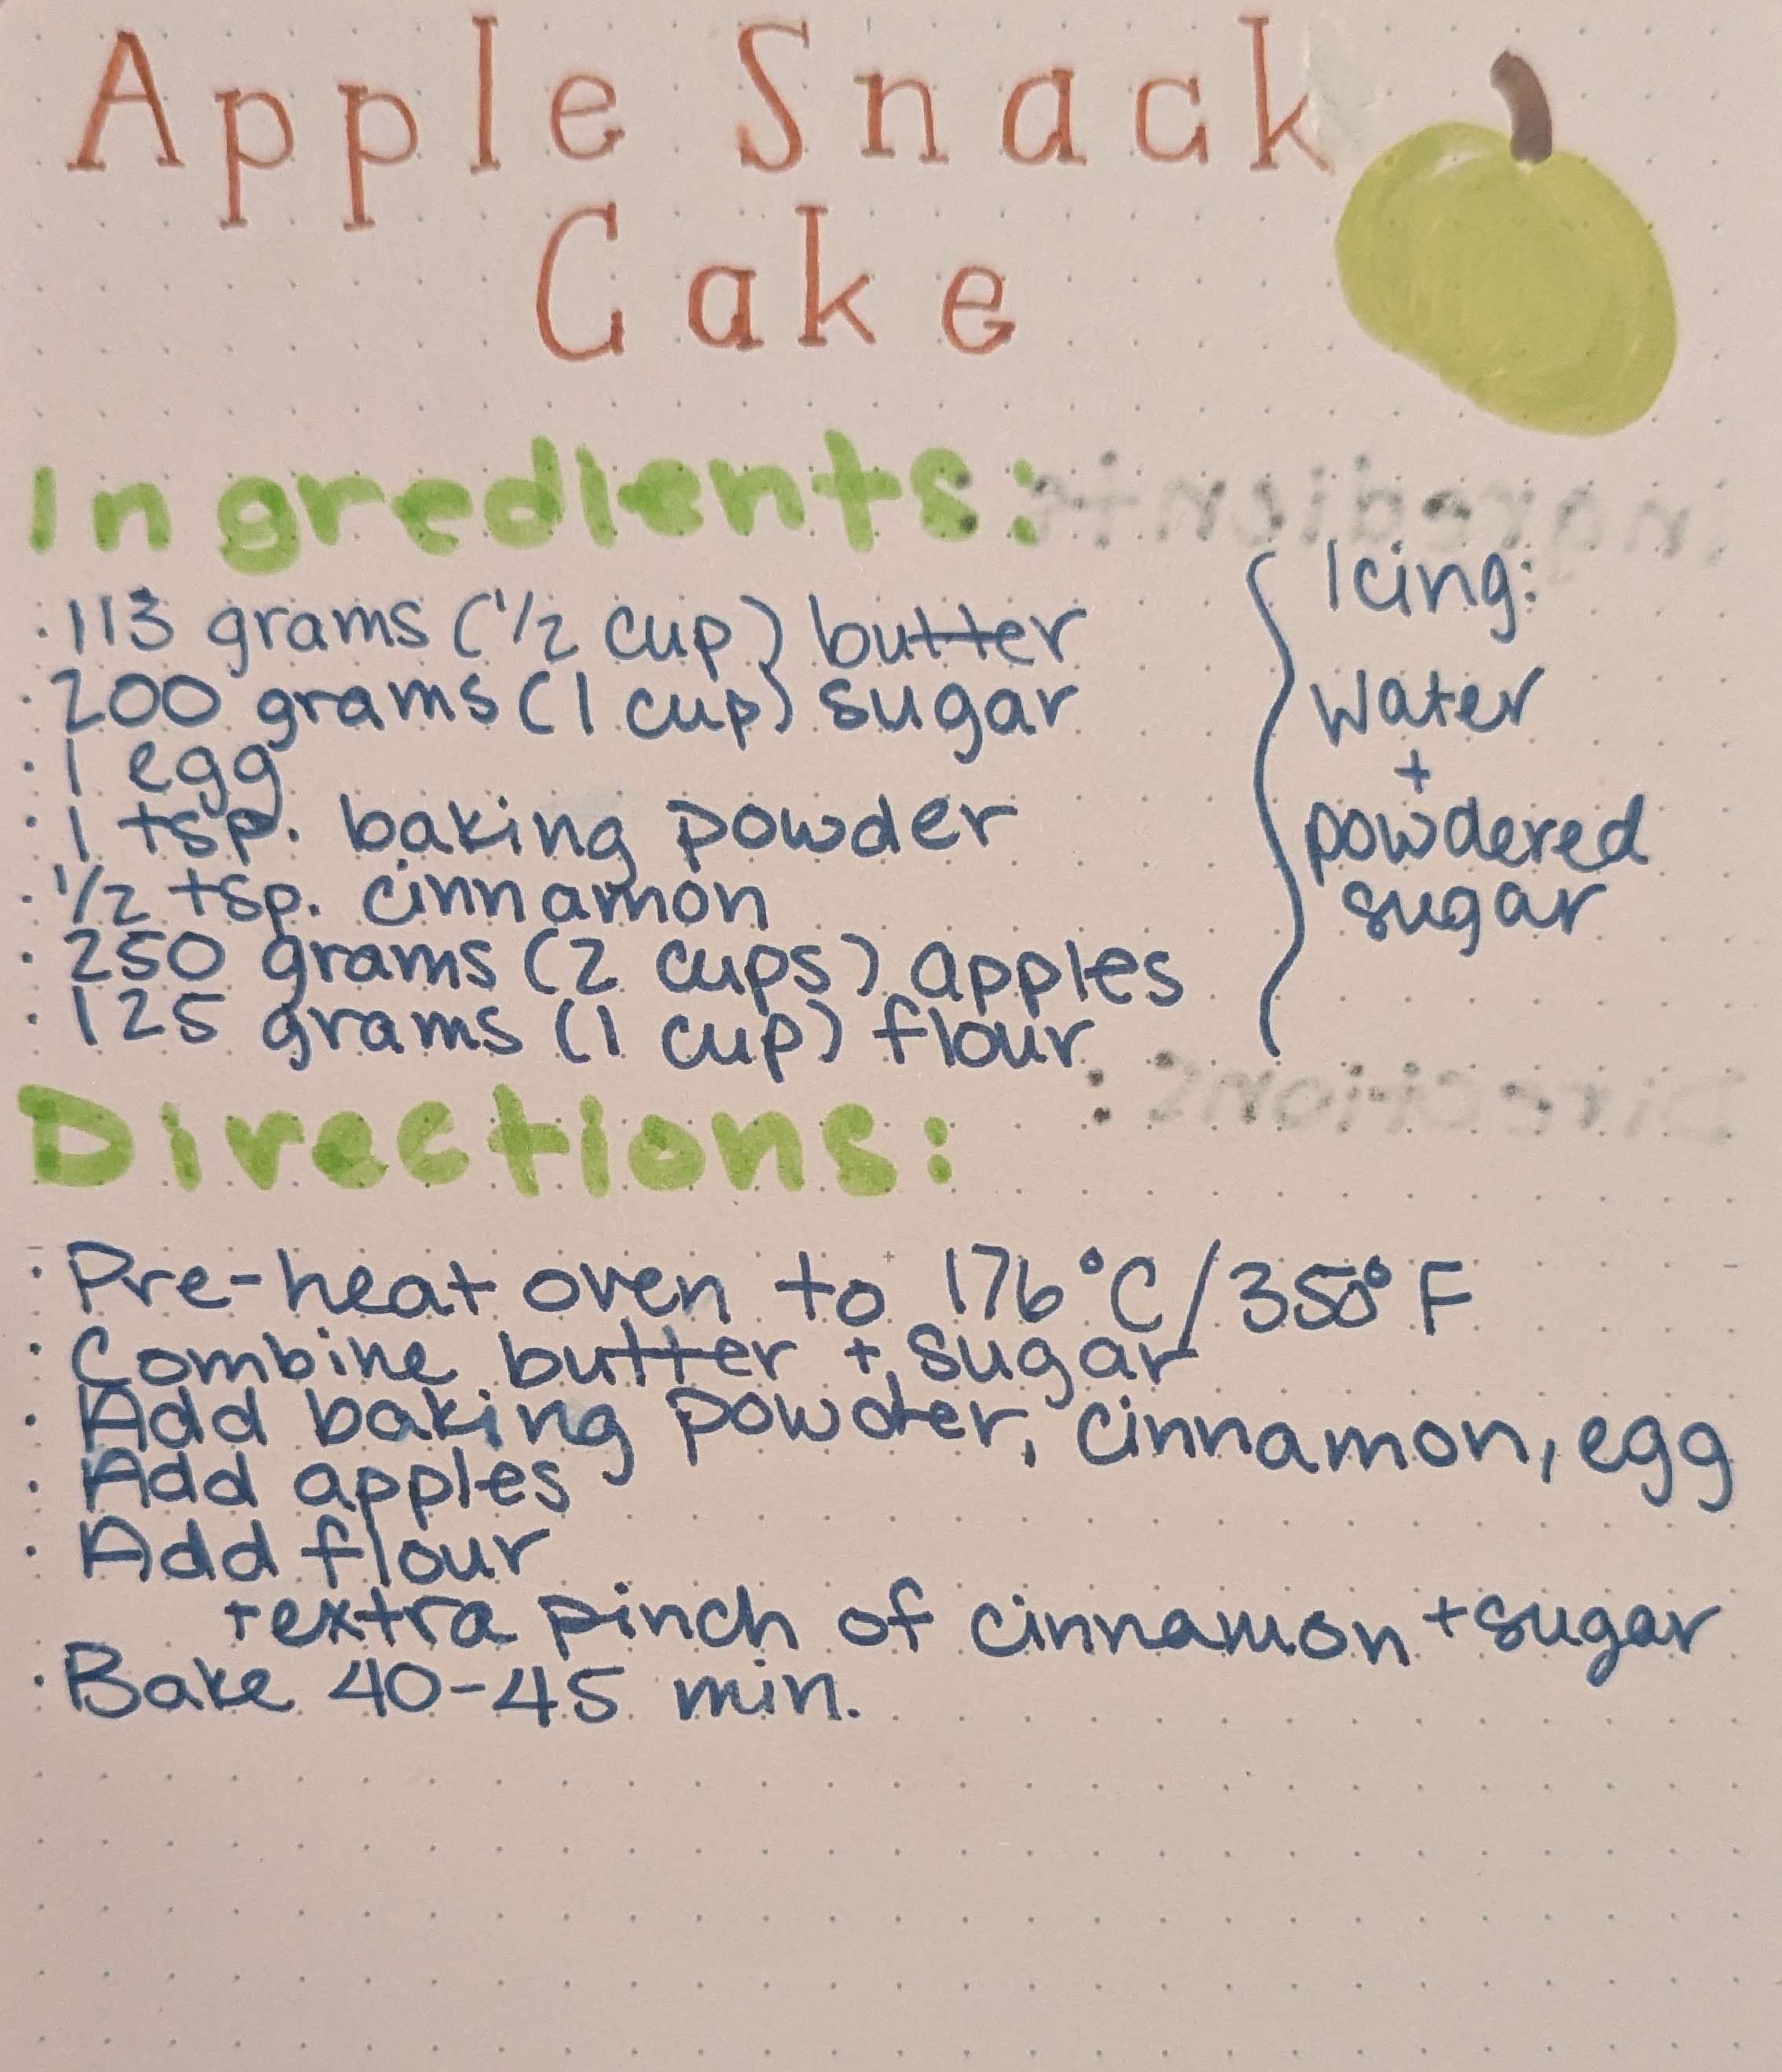 Apple Snack
Cake
Ingredients:
· 113 grams (1/2 cup) butter
· 200 grams (1 cup) sugar
· 1 egg
· 1 tsp. baking powder
· 1/2 tsp. cinnamon
· 250 grams (2 cups) apples
· 125 grams (1 cup) flour
Icing:
Water
+
powdered
sugar
Directions:
· Pre-heat oven to 176°C/350°F
· Combine butter + sugar
· Add baking powder, cinnamon, egg
· Add apples
· Add flour
+extra pinch of cinnamon + sugar
· Bake 40-45 min.